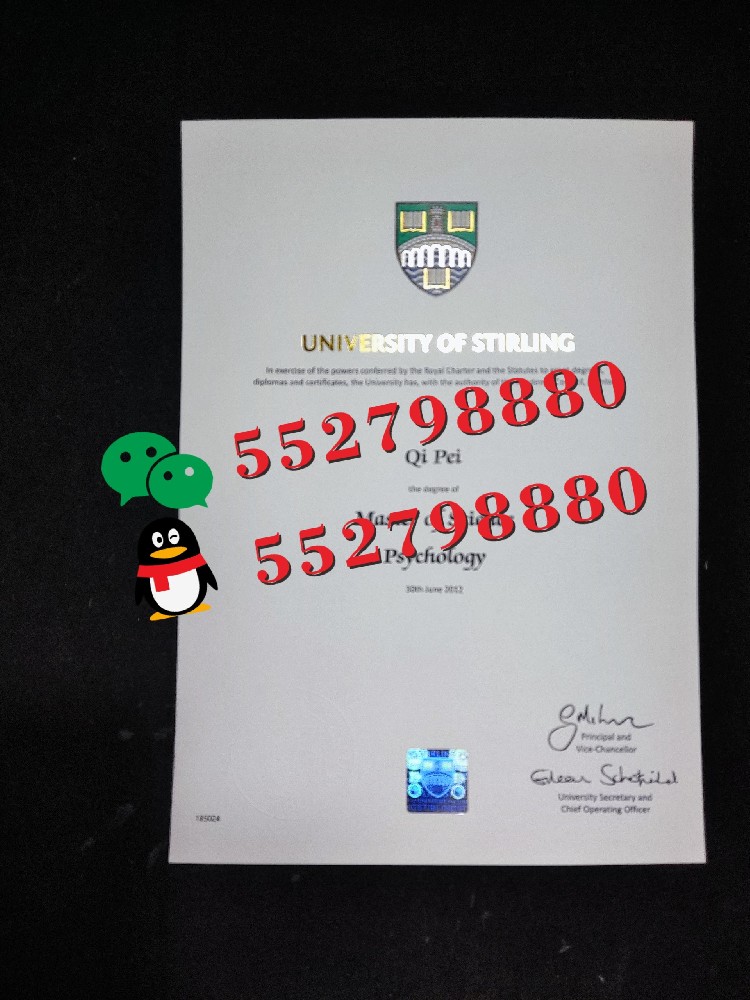 UNIVERSITY OF STIRLING
In exercise of the powers conferred by the Royal Charter and the Statutes to
diplomas and certificates, the University has, with the authority of
552798880
Qi Pei
the degree of
552798880
Psychology
30th June 2012
Principal and
Vice-Chancellor
University Secretary and
Chief Operating Officer
185024